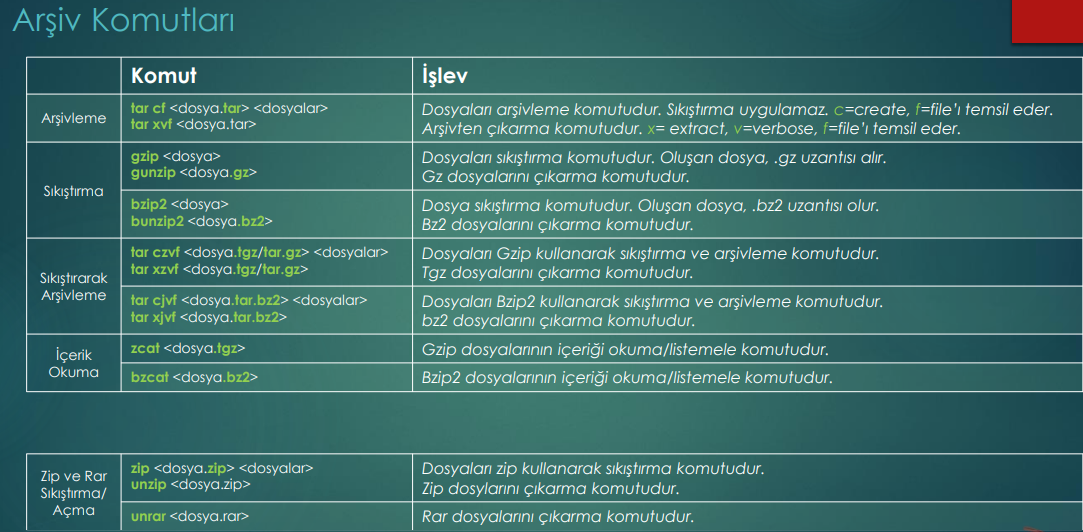 Arşiv Komutları
Komut
İşlev
Arşivleme
tar cf <dosya.tar> <dosyalar>
tar xvf <dosya.tar>
Dosyaları arşivleme komutudur. Sıkıştırma uygulamaz. c=create, f=file'ı temsil eder.
Arşivten çıkarma komutudur. x= extract, v=verbose, f=file'ı temsil eder.
Sıkıştırma
gzip <dosya>
gunzip <dosya.gz>
Dosyaları sıkıştırma komutudur. Oluşan dosya, .gz uzantısı alır.
Gz dosyalarını çıkarma komutudur.
bzip2 <dosya>
bunzip2 <dosya.bz2>
Dosya sıkıştırma komutudur. Oluşan dosya, .bz2 uzantısı olur.
Bz2 dosyalarını çıkarma komutudur.
Sıkıştırarak
Arşivleme
tar czvf <dosya.tgz/tar.gz> <dosyalar>
tar xzvf <dosya.tgz/tar.gz>
Dosyaları Gzip kullanarak sıkıştırma ve arşivleme komutudur.
Tgz dosyalarını çıkarma komutudur.
tar cjvf <dosya.tar.bz2> <dosyalar>
tar xjvf <dosya.tar.bz2>
Dosyaları Bzip2 kullanarak sıkıştırma ve arşivleme komutudur.
bz2 dosyalarını çıkarma komutudur.
İçerik
Okuma
zcat <dosya.tgz>
Gzip dosyalarının içeriği okuma/listemele komutudur.
bzcat <dosya.bz2>
Bzip2 dosyalarının içeriği okuma/listemele komutudur.
Zip ve Rar
Sıkıştırma/
Açma
zip <dosya.zip> <dosyalar>
unzip <dosya.zip>
Dosyaları zip kullanarak sıkıştırma komutudur.
Zip dosylarını çıkarma komutudur.
unrar <dosya.rar>
Rar dosyalarını çıkarma komutudur.